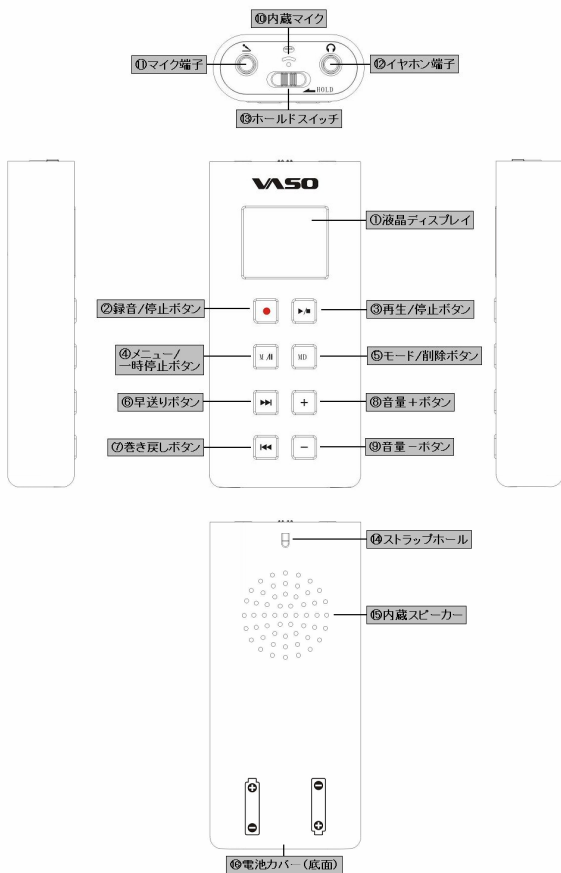 ⑩内蔵マイク
⑪マイク端子
⑫イヤホン端子
HOLD
⑬ホールドスイッチ
VASO
①液晶ディスプレイ
②録音/停止ボタン
③再生/停止ボタン
④メニュー/
一時停止ボタン
M
MD
⑤モード/削除ボタン
⑥早送りボタン
+
⑧音量+ボタン
⑦巻き戻しボタン
−
⑨音量−ボタン
⑭ストラップホール
⑮内蔵スピーカー
⑯電池カバー(底面)